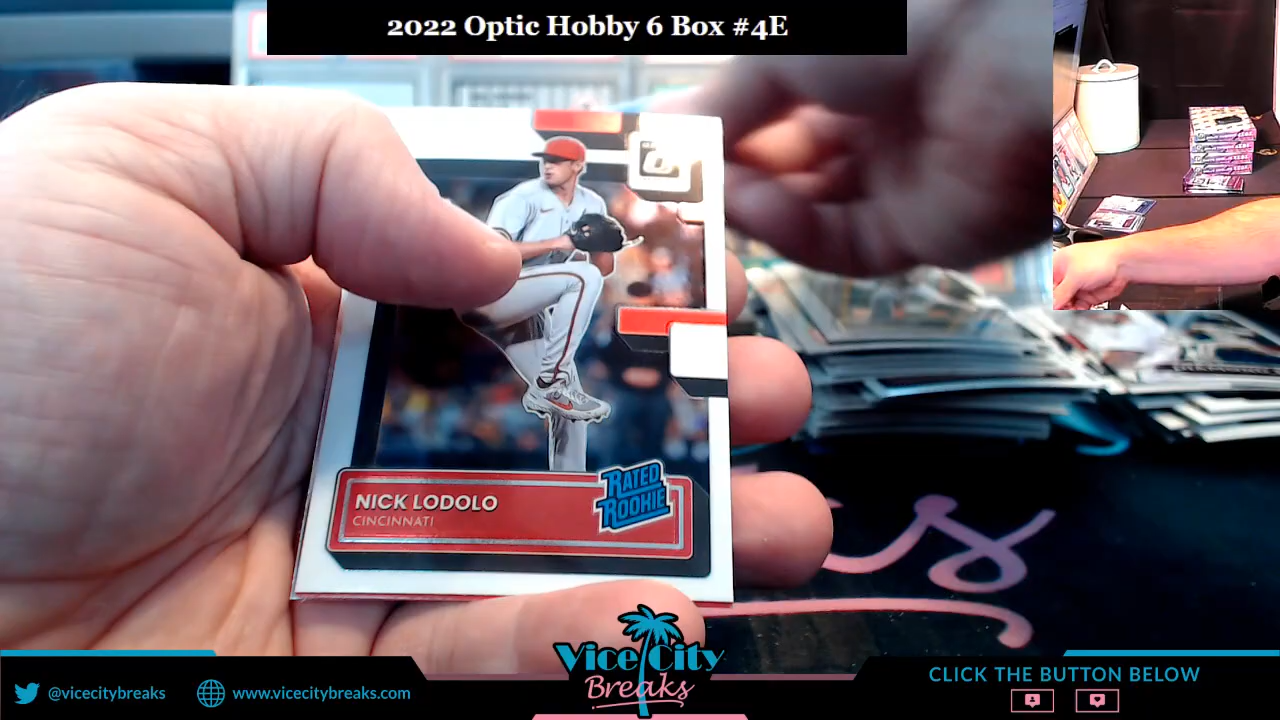 2022 Optic Hobby 6 Box #4E
NICK LODOLO
CINCINNATI
RATED
ROOKIE
Vice City
Breaks
@vicecitybreaks
www.vicecitybreaks.com
CLICK THE BUTTON BELOW